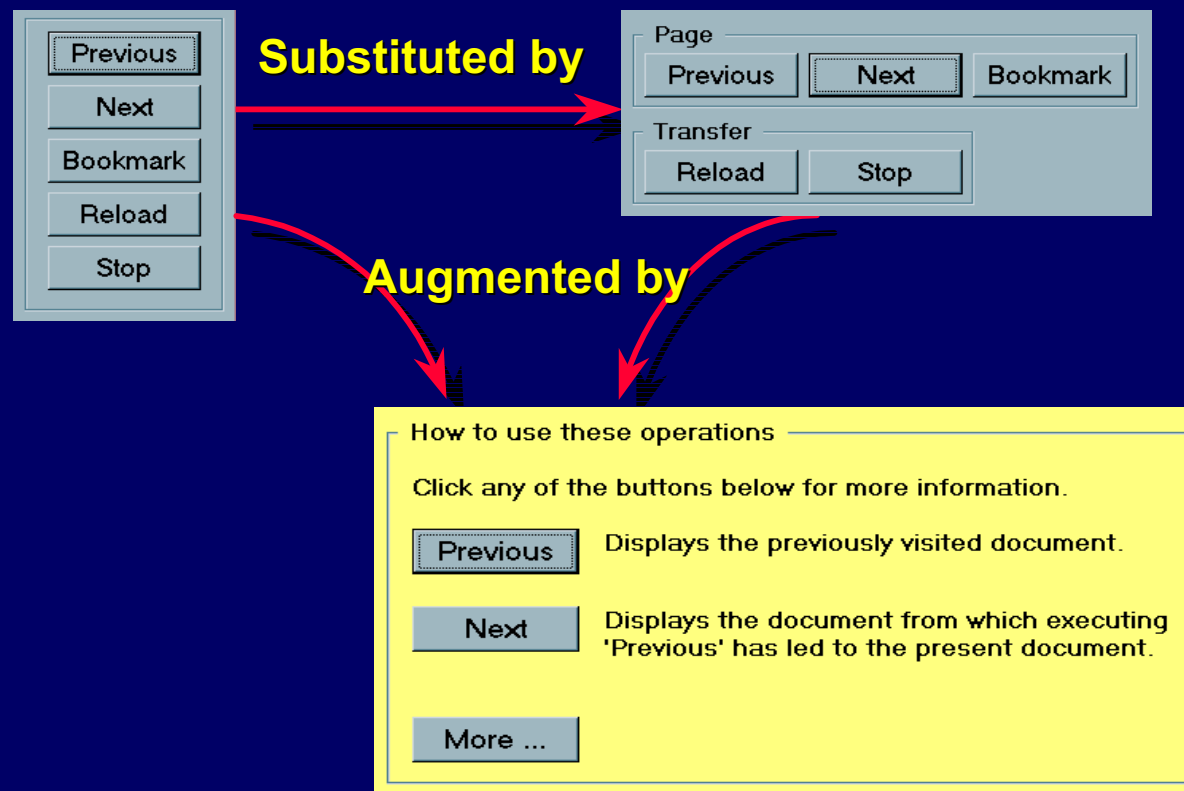 Previous
Next
Bookmark
Reload
Stop
Substituted by
Page
Previous Next Bookmark
Transfer
Reload Stop
Augmented by
How to use these operations
Click any of the buttons below for more information.
Previous Displays the previously visited document.
Next Displays the document from which executing
'Previous' has led to the present document.
More ...